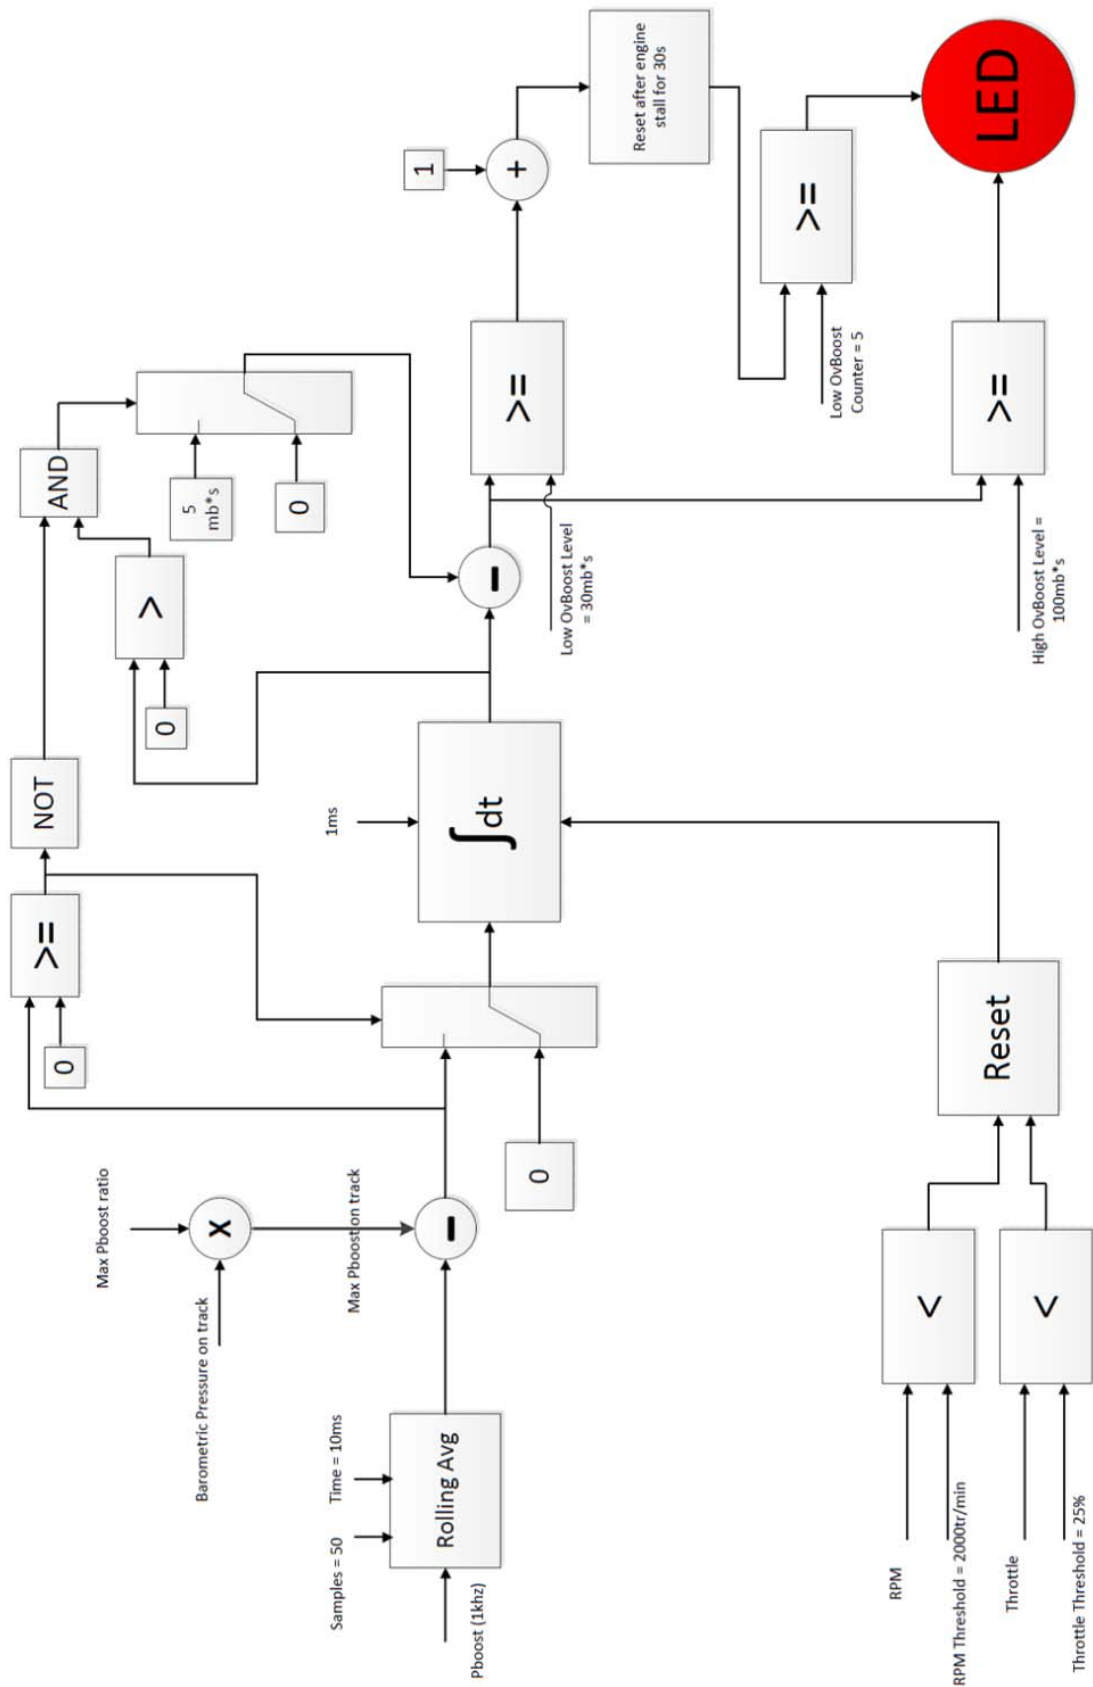 Pboost (1khz)
Samples = 50
Time = 10ms
Rolling Avg
Barometric Pressure on track
Max Pboost ratio
x
Max Pboost on track
-
0
0
>=
NOT
1ms
∫dt
0
>
AND
5
mb*s
0
-
Low OvBoost Level
= 30mb*s
>=
1
+
Reset after engine
stall for 30s
Low OvBoost
Counter = 5
>=
High OvBoost Level =
100mb*s
>=
LED
RPM
RPM Threshold = 2000tr/min
<
Throttle
Throttle Threshold = 25%
<
Reset